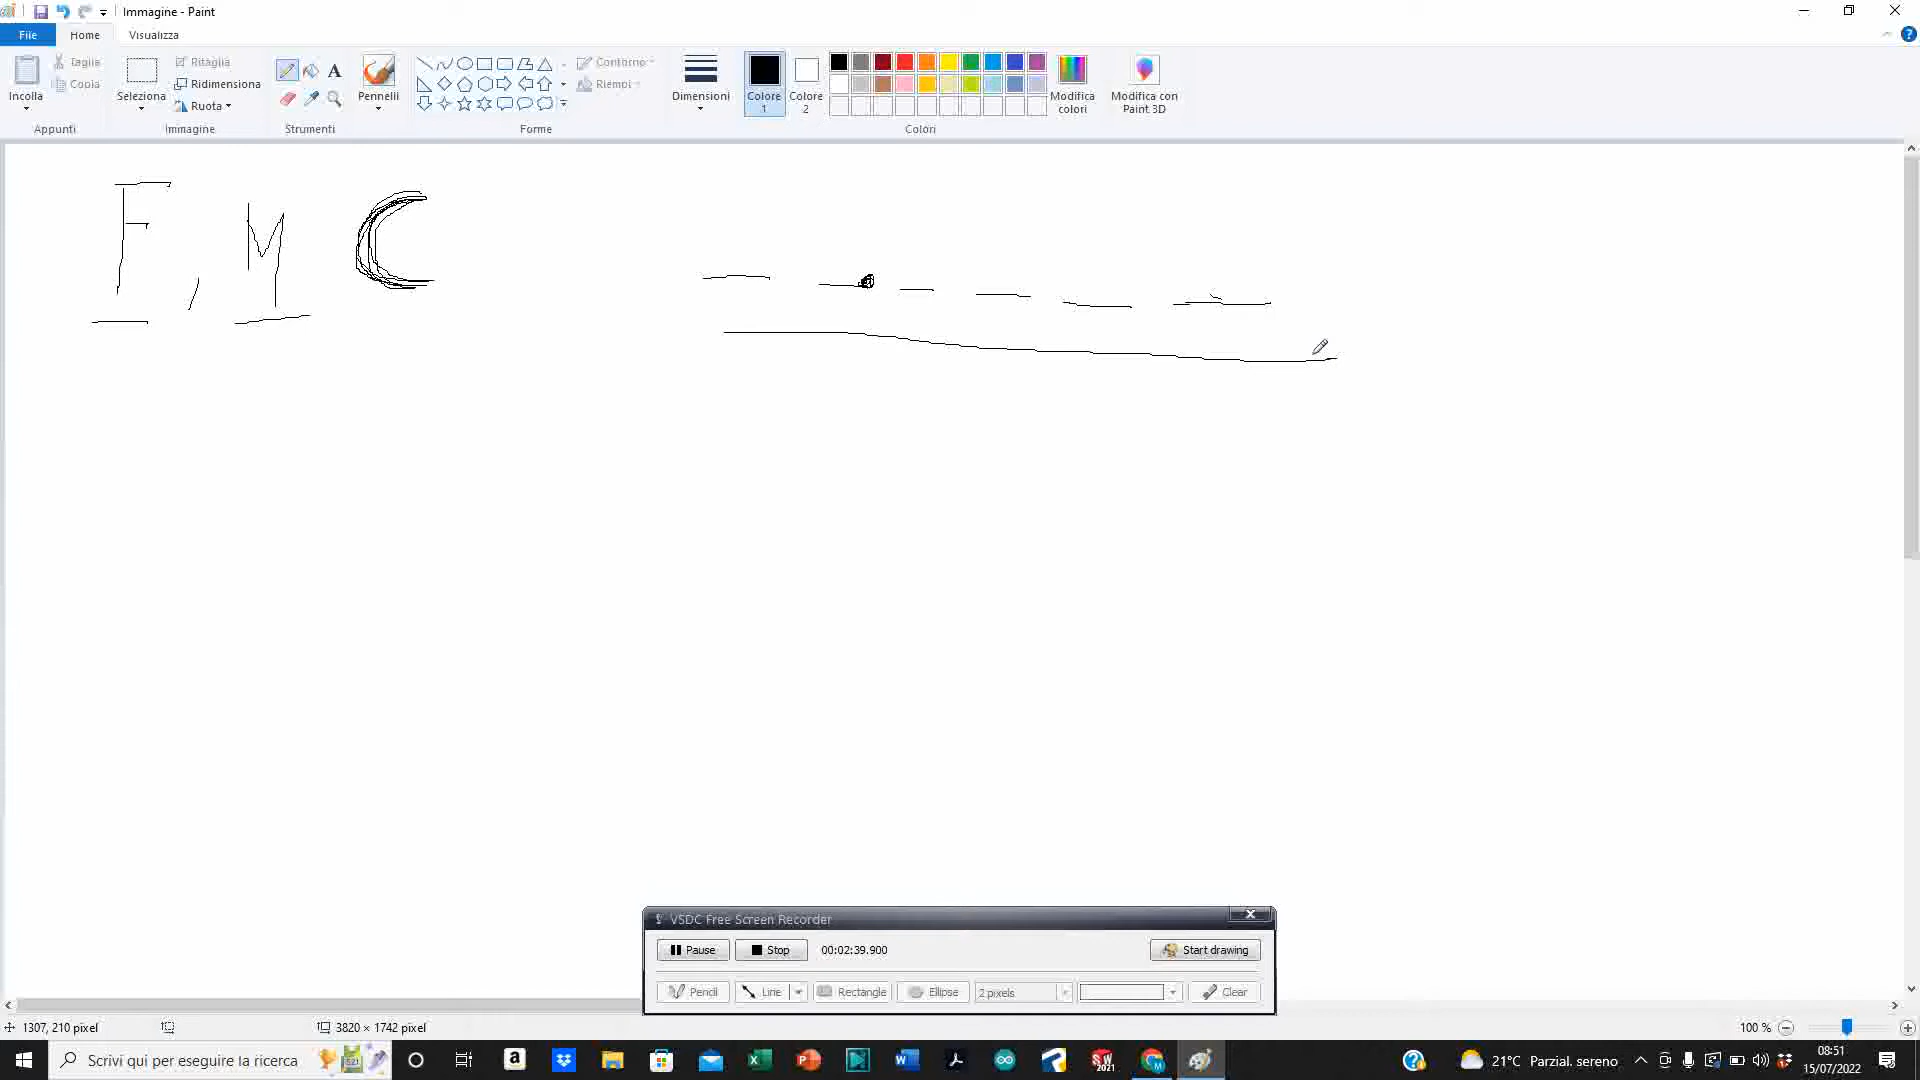 Immagine - Paint
File Home Visualizza
Incolla
Taglia
Copia
Appunti
Seleziona
Ritaglia
Ridimensiona
Ruota
Immagine
A
Strumenti
Pennelli
Forme
Contorno
Riempi
Dimensioni
Colore 1
Colore 2
Colori
Modifica colori
Modifica con Paint 3D
F, M C
VSDC Free Screen Recorder
Pause Stop 00:02:39.900 Start drawing
Pencil Line Rectangle Ellipse 2 pixels Clear
1307, 210 pixel 3820 × 1742 pixel 100 %
Scrivi qui per eseguire la ricerca
21°C Parzial. sereno
08:51
15/07/2022